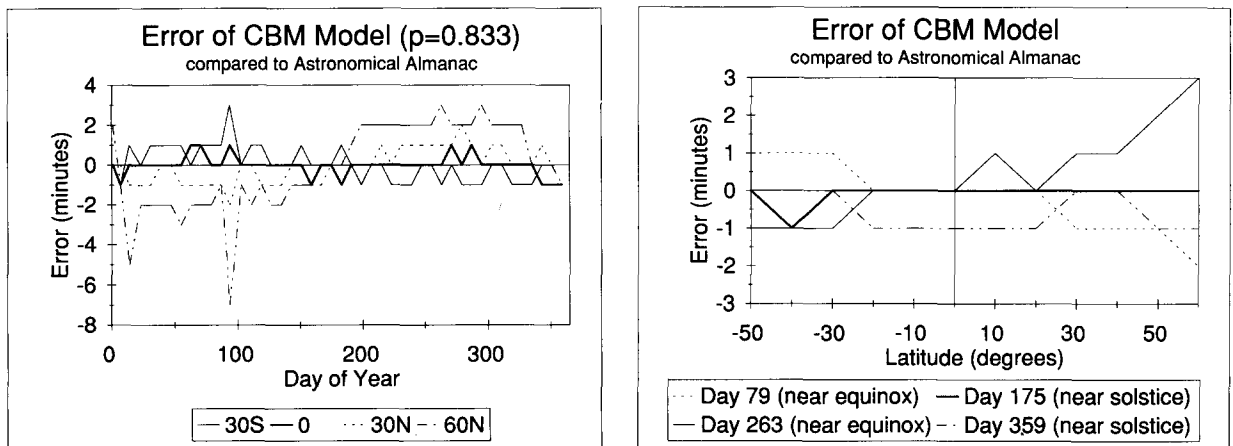 Error of CBM Model (p=0.833)
compared to Astronomical Almanac
Error (minutes)
4
2
0
-2
-4
-6
-8
0 100 200 300
Day of Year
30S 0 30N 60N
Error of CBM Model
compared to Astronomical Almanac
Error (minutes)
3
2
1
0
-1
-2
-3
-50 -30 -10 10 30 50
Latitude (degrees)
Day 79 (near equinox) Day 175 (near solstice)
Day 263 (near equinox) Day 359 (near solstice)